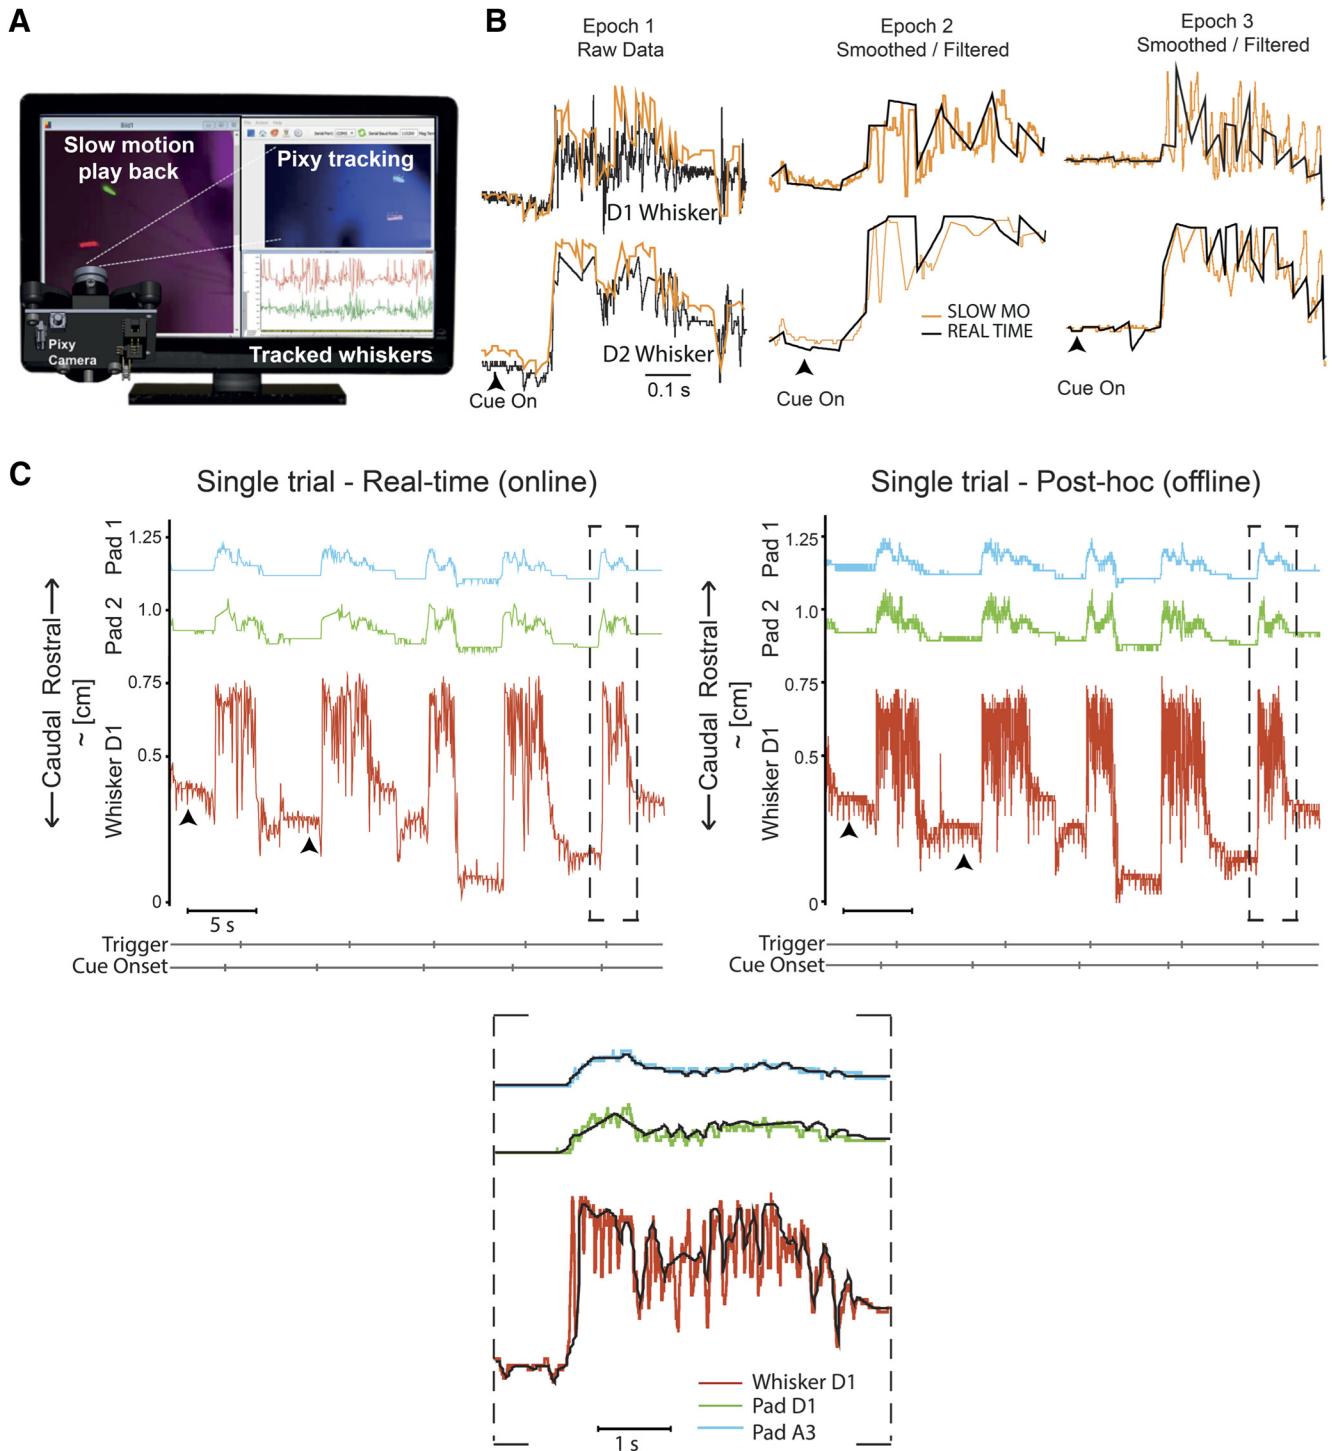 A
Slow motion
play back
Pixy tracking
Pixy
Camera
Tracked whiskers
B
Epoch 1
Raw Data
Epoch 2
Smoothed / Filtered
Epoch 3
Smoothed / Filtered
D1 Whisker
D2 Whisker
0.1 s
SLOW MO
REAL TIME
Cue On
Cue On
Cue On
C
Single trial - Real-time (online)
Caudal Rostral
~ [cm]
Whisker D1
Pad 2
Pad 1
1.25
1.0
0.75
0.5
0
5 s
Trigger
Cue Onset
Single trial - Post-hoc (offline)
Caudal Rostral
~ [cm]
Whisker D1
Pad 2
Pad 1
1.25
1.0
0.75
0.5
0
Trigger
Cue Onset
Whisker D1
Pad D1
Pad A3
1 s